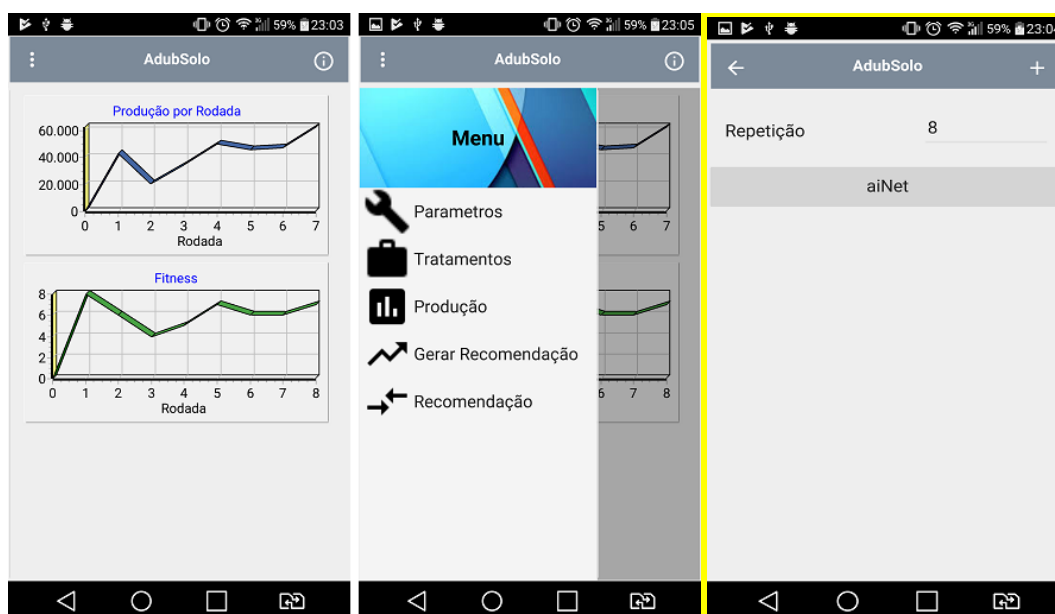 59% 23:03
AdubSolo
Produção por Rodada
60.000
40.000
20.000
0
0 1 2 3 4 5 6 7
Rodada
Fitness
8
6
4
2
0
0 1 2 3 4 5 6 7 8
Rodada
59% 23:05
AdubSolo
Menu
Parametros
Tratamentos
Produção
Gerar Recomendação
Recomendação
5 6 7
6 7 8
59% 23:04
AdubSolo
Repetição 8
aiNet